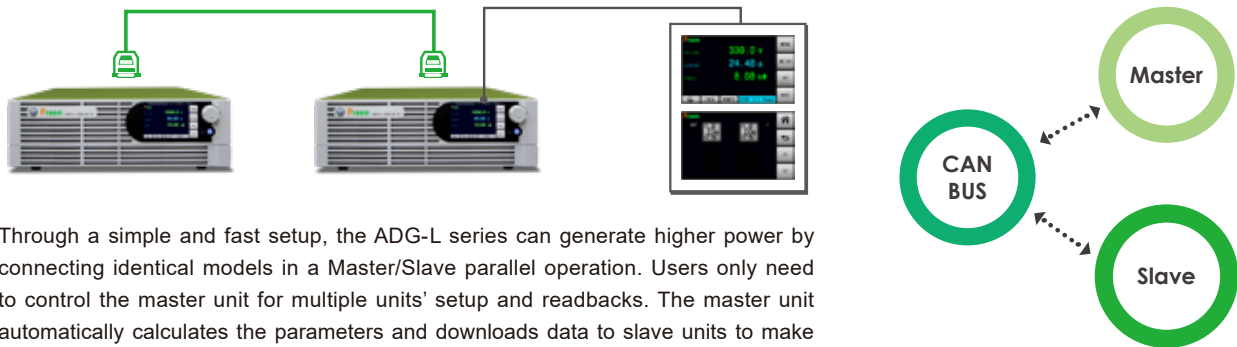 330.0 v
24.48 A
8.08 kW
Master
CAN
BUS
Slave
Through a simple and fast setup, the ADG-L series can generate higher power by
connecting identical models in a Master/Slave parallel operation. Users only need
to control the master unit for multiple units' setup and readbacks. The master unit
automatically calculates the parameters and downloads data to slave units to make